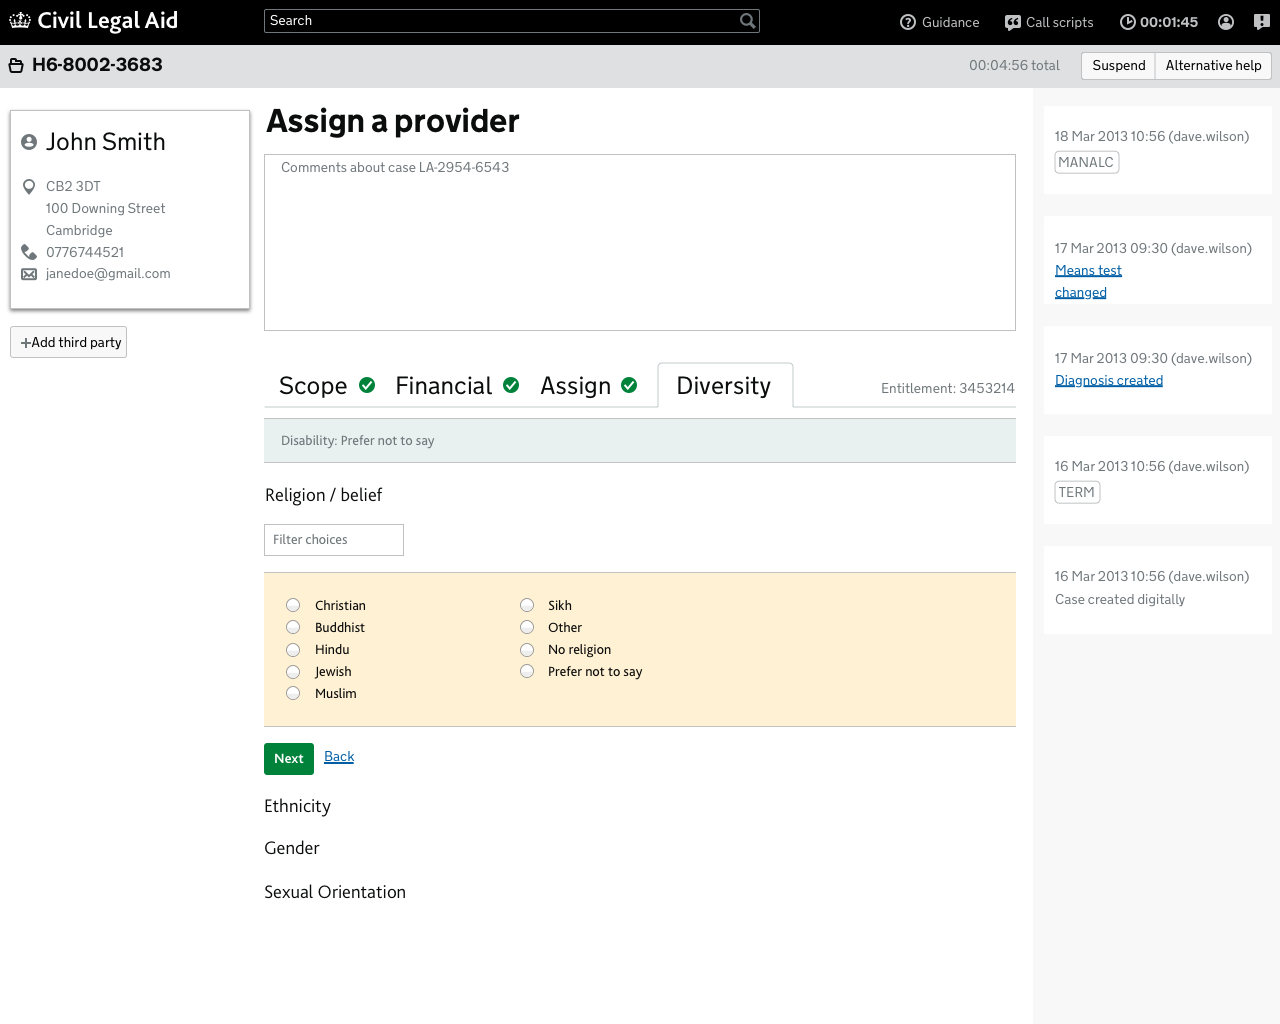 Civil Legal Aid
Search
Guidance
Call scripts
00:01:45
H6-8002-3683
00:04:56 total
Suspend
Alternative help
John Smith
CB2 3DT
100 Downing Street
Cambridge
0776744521
janedoe@gmail.com
+Add third party
Assign a provider
Comments about case LA-2954-6543
Scope
Financial
Assign
Diversity
Entitlement: 3453214
Disability: Prefer not to say
Religion / belief
Filter choices
Christian
Buddhist
Hindu
Jewish
Muslim
Sikh
Other
No religion
Prefer not to say
Next
Back
Ethnicity
Gender
Sexual Orientation
18 Mar 2013 10:56 (dave.wilson)
MANALC
17 Mar 2013 09:30 (dave.wilson)
Means test
changed
17 Mar 2013 09:30 (dave.wilson)
Diagnosis created
16 Mar 2013 10:56 (dave.wilson)
TERM
16 Mar 2013 10:56 (dave.wilson)
Case created digitally